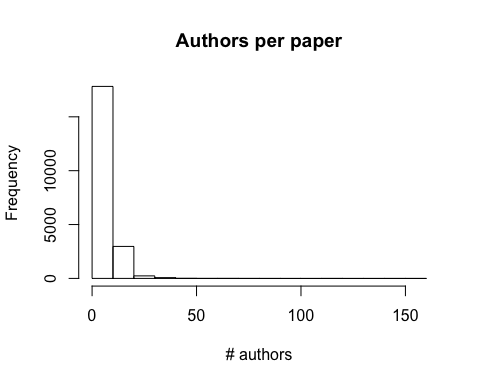 Authors per paper
Frequency
10000
5000
0
0 50 100 150
# authors